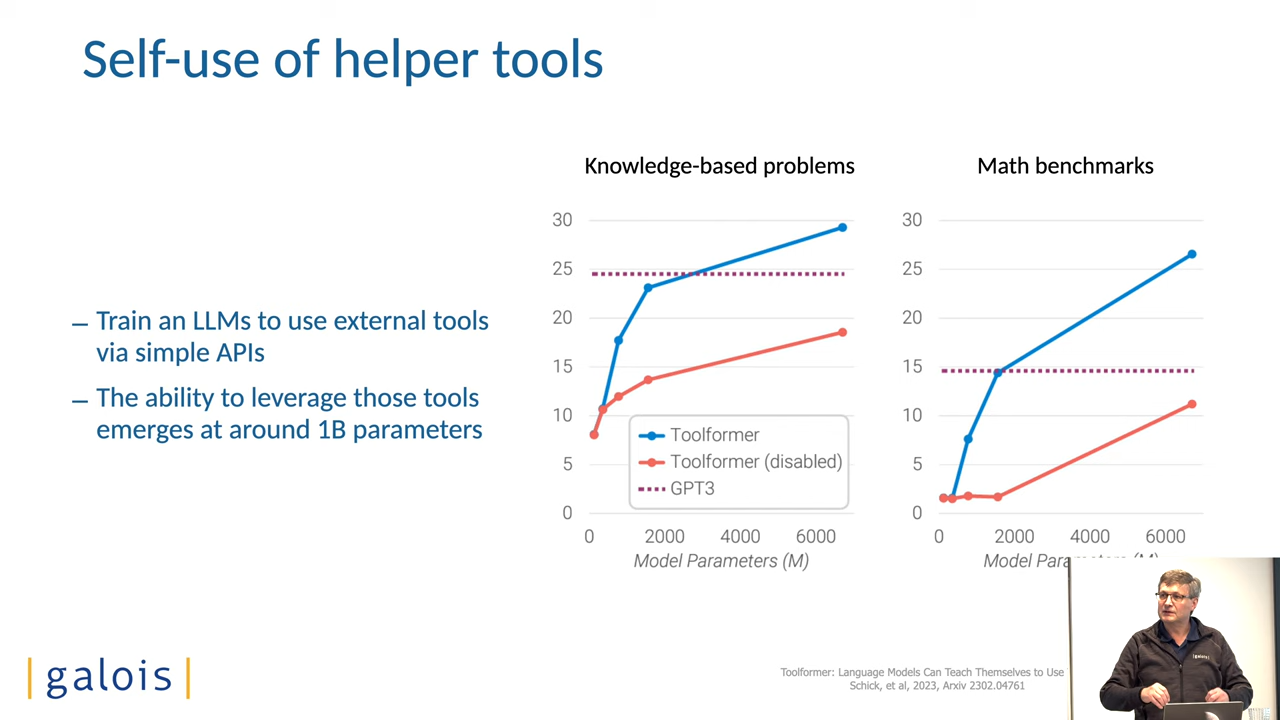 Self-use of helper tools
– Train an LLMs to use external tools
via simple APIs
– The ability to leverage those tools
emerges at around 1B parameters
Knowledge-based problems
30
25
20
15
10
5
0
0 2000 4000 6000
Model Parameters (M)
Toolformer
Toolformer (disabled)
GPT3
Math benchmarks
30
25
20
15
10
5
0
0 2000 4000 6000
Model Parameters (M)
|galois|
Toolformer: Language Models Can Teach Themselves to Use
Schick, et al, 2023, Arxiv 2302.04761
|galois|